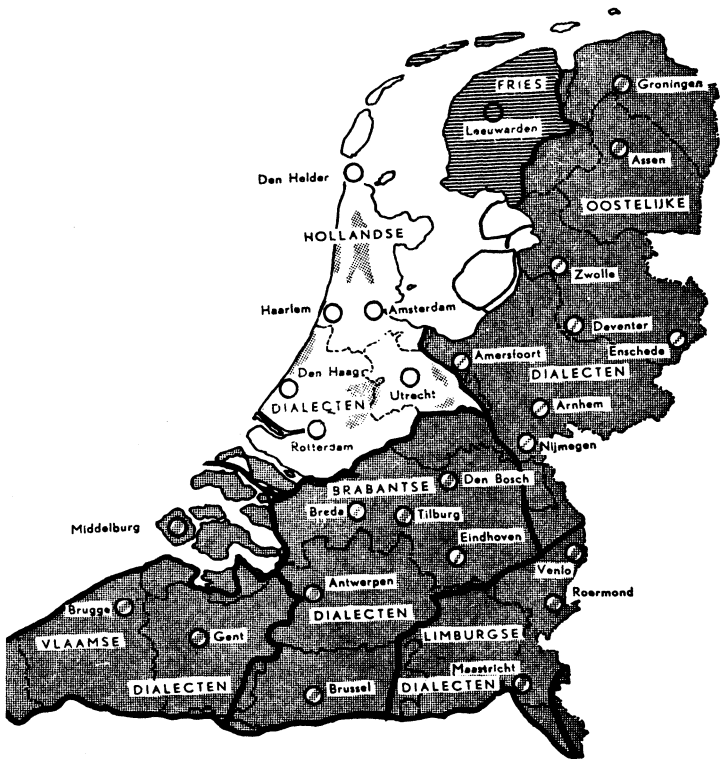 FRIES
Groningen
Leeuwarden
Assen
Den Helder
OOSTELIJKE
HOLLANDSE
Zwolle
Haarlem
Amsterdam
Deventer
Enschede
Amersfoort
Den Haag
DIALECTEN
Utrecht
DIALECTEN
Arnhem
Rotterdam
Nijmegen
BRABANTSE
Den Bosch
Breda
Tilburg
Middelburg
Eindhoven
Venlo
Antwerpen
Roermond
Brugge
DIALECTEN
VLAAMSE
Gent
LIMBURGSE
Maastricht
DIALECTEN
Brussel
DIALECTEN